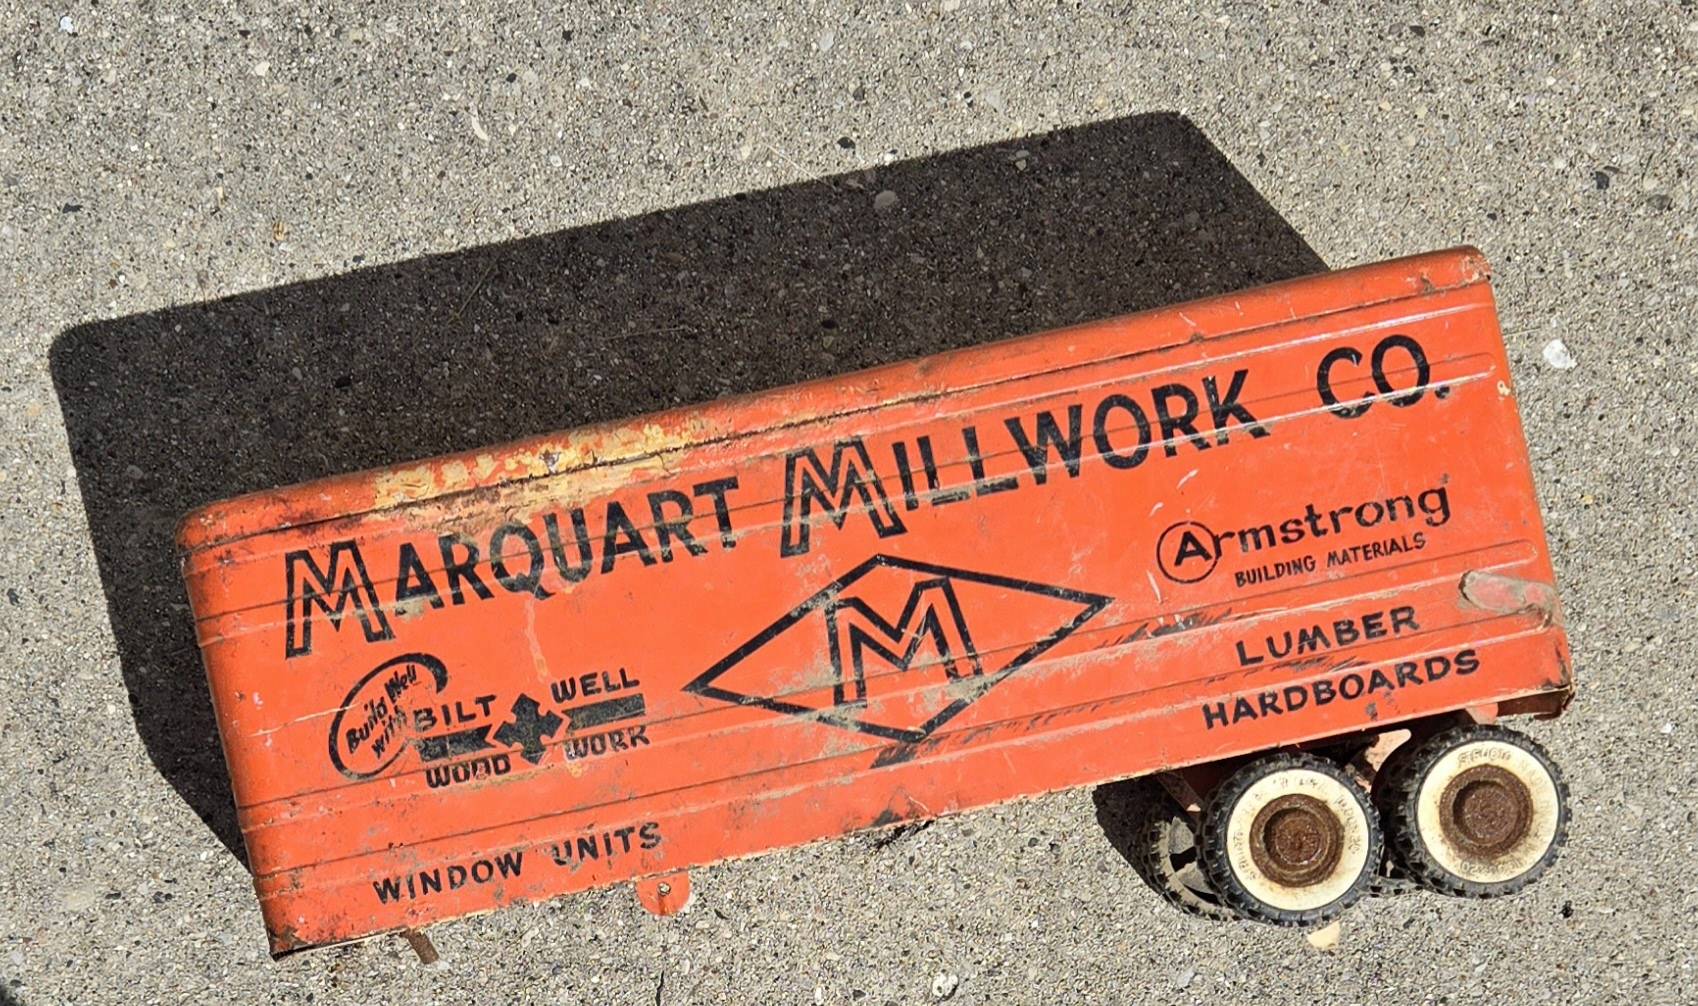 MARQUART MILLWORK CO.
Armstrong
BUILDING MATERIALS
M
Build Well
with
BILT WELL
WOOD WORK
LUMBER
HARDBOARDS
WINDOW UNITS